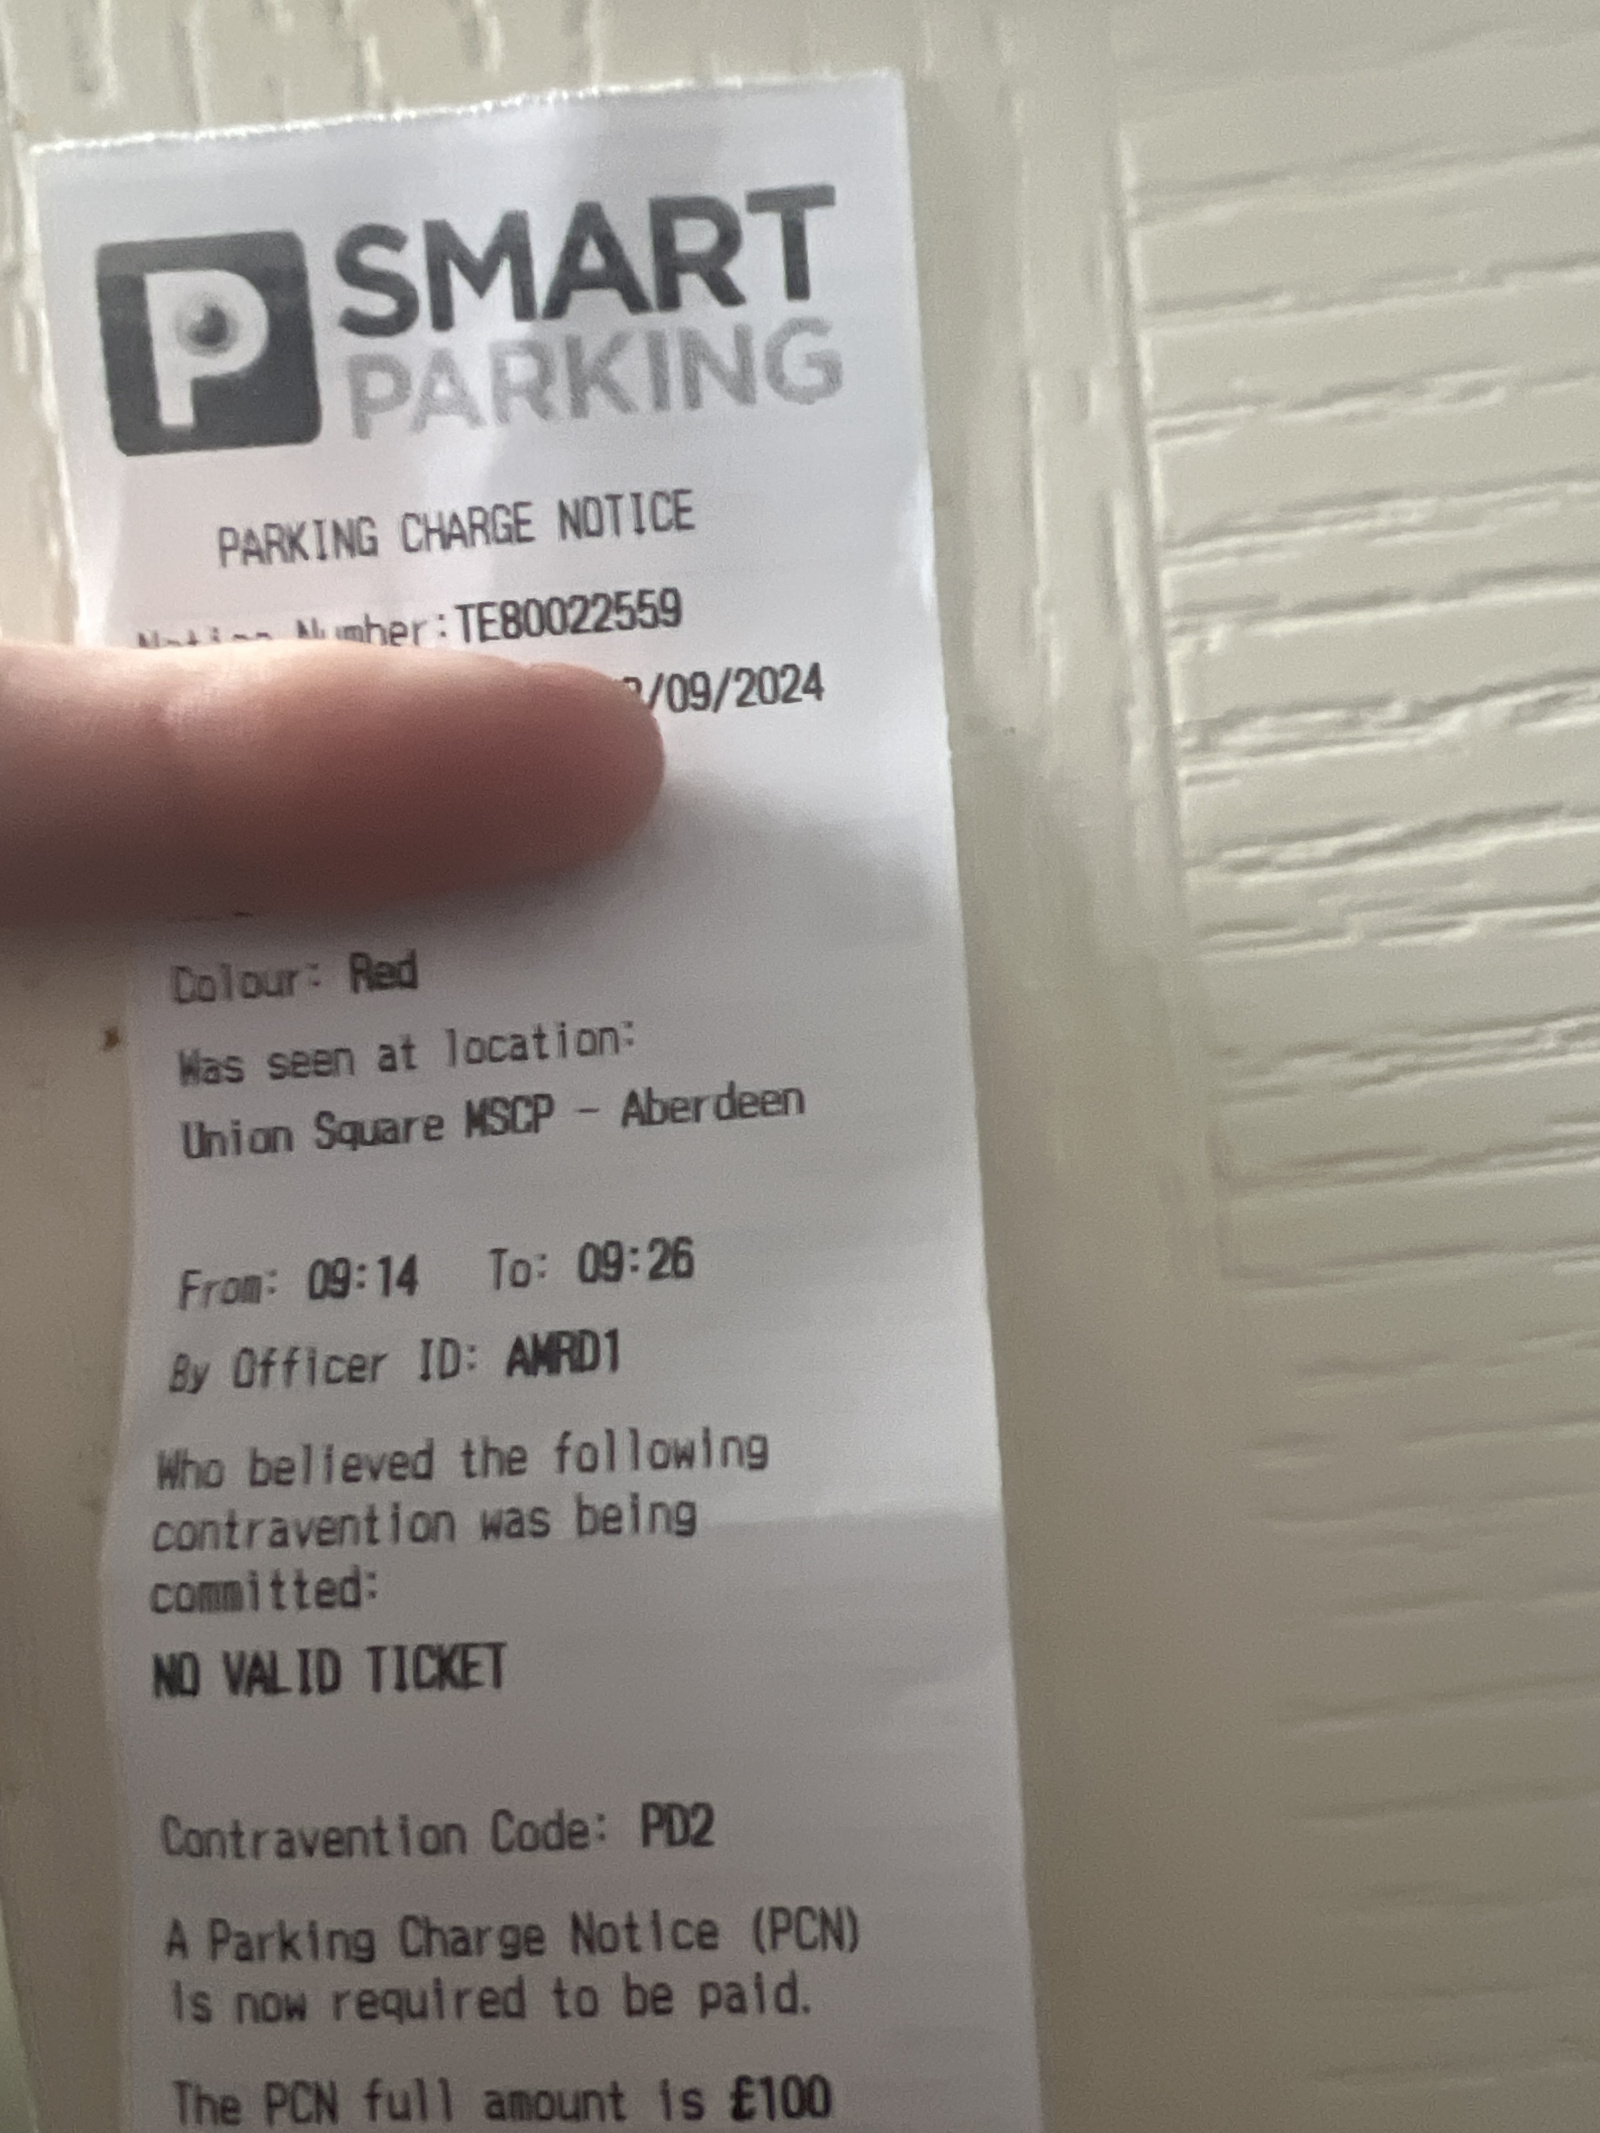 P SMART
PARKING
PARKING CHARGE NOTICE
Notice Number:TE80022559
/09/2024
Colour: Red
Was seen at location:
Union Square MSCP - Aberdeen
From: 09:14 To: 09:26
By Officer ID: AMRD1
Who believed the following
contravention was being
committed:
NO VALID TICKET
Contravention Code: PD2
A Parking Charge Notice (PCN)
is now required to be paid.
The PCN full amount is £100